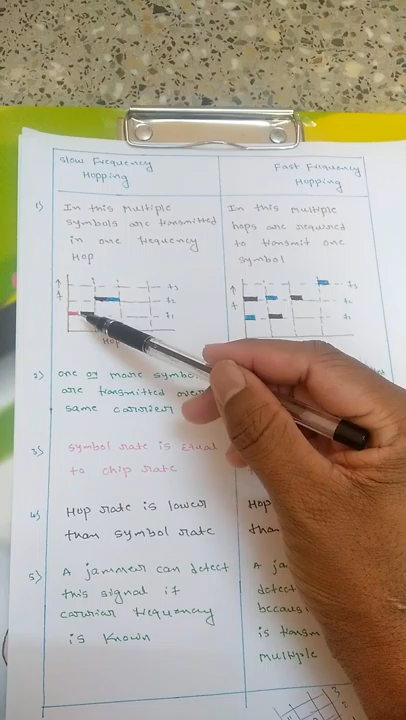 Slow Frequency
Hopping
Fast Frequency
Hopping
1)
In this multiple
symbols are transmitted
in one frequency
Hop
In this multiple
hops are required
to transmit one
symbol
f
f3
f2
f1
Hop
f
f3
f2
f1
2)
one or more symbo
are transmitted over
same carrier
3)
symbol rate is Equal
to chip rate
4)
Hop rate is lower
than symbol rate
Hop
than
5)
A jammer can detect
this signal if
carrier frequency
is known
A ja
detect
becaus
is transm
multiple